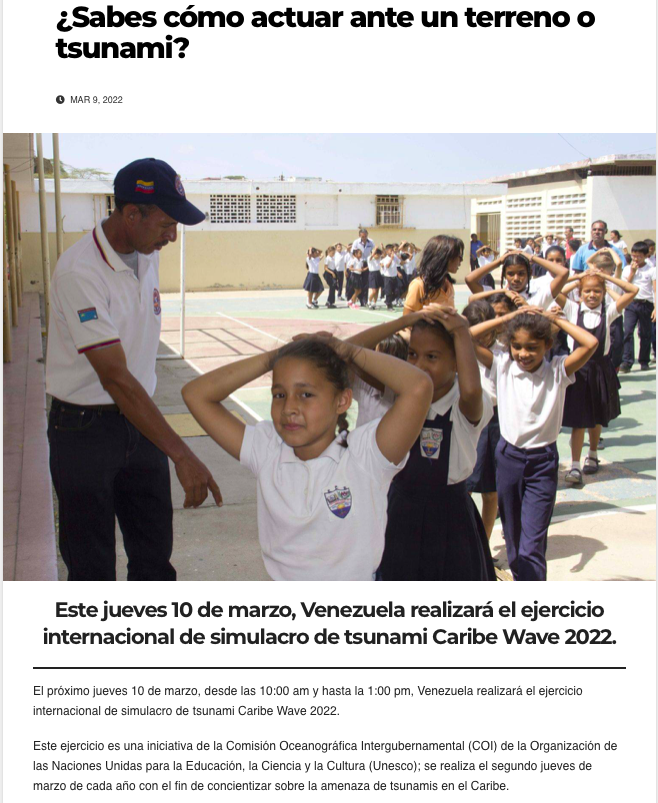 ¿Sabes cómo actuar ante un terreno o
tsunami?
MAR 9, 2022
Este jueves 10 de marzo, Venezuela realizará el ejercicio
internacional de simulacro de tsunami Caribe Wave 2022.
El próximo jueves 10 de marzo, desde las 10:00 am y hasta la 1:00 pm, Venezuela realizará el ejercicio
internacional de simulacro de tsunami Caribe Wave 2022.
Este ejercicio es una iniciativa de la Comisión Oceanográfica Intergubernamental (COI) de la Organización de
las Naciones Unidas para la Educación, la Ciencia y la Cultura (Unesco); se realiza el segundo jueves de
marzo de cada año con el fin de concientizar sobre la amenaza de tsunamis en el Caribe.